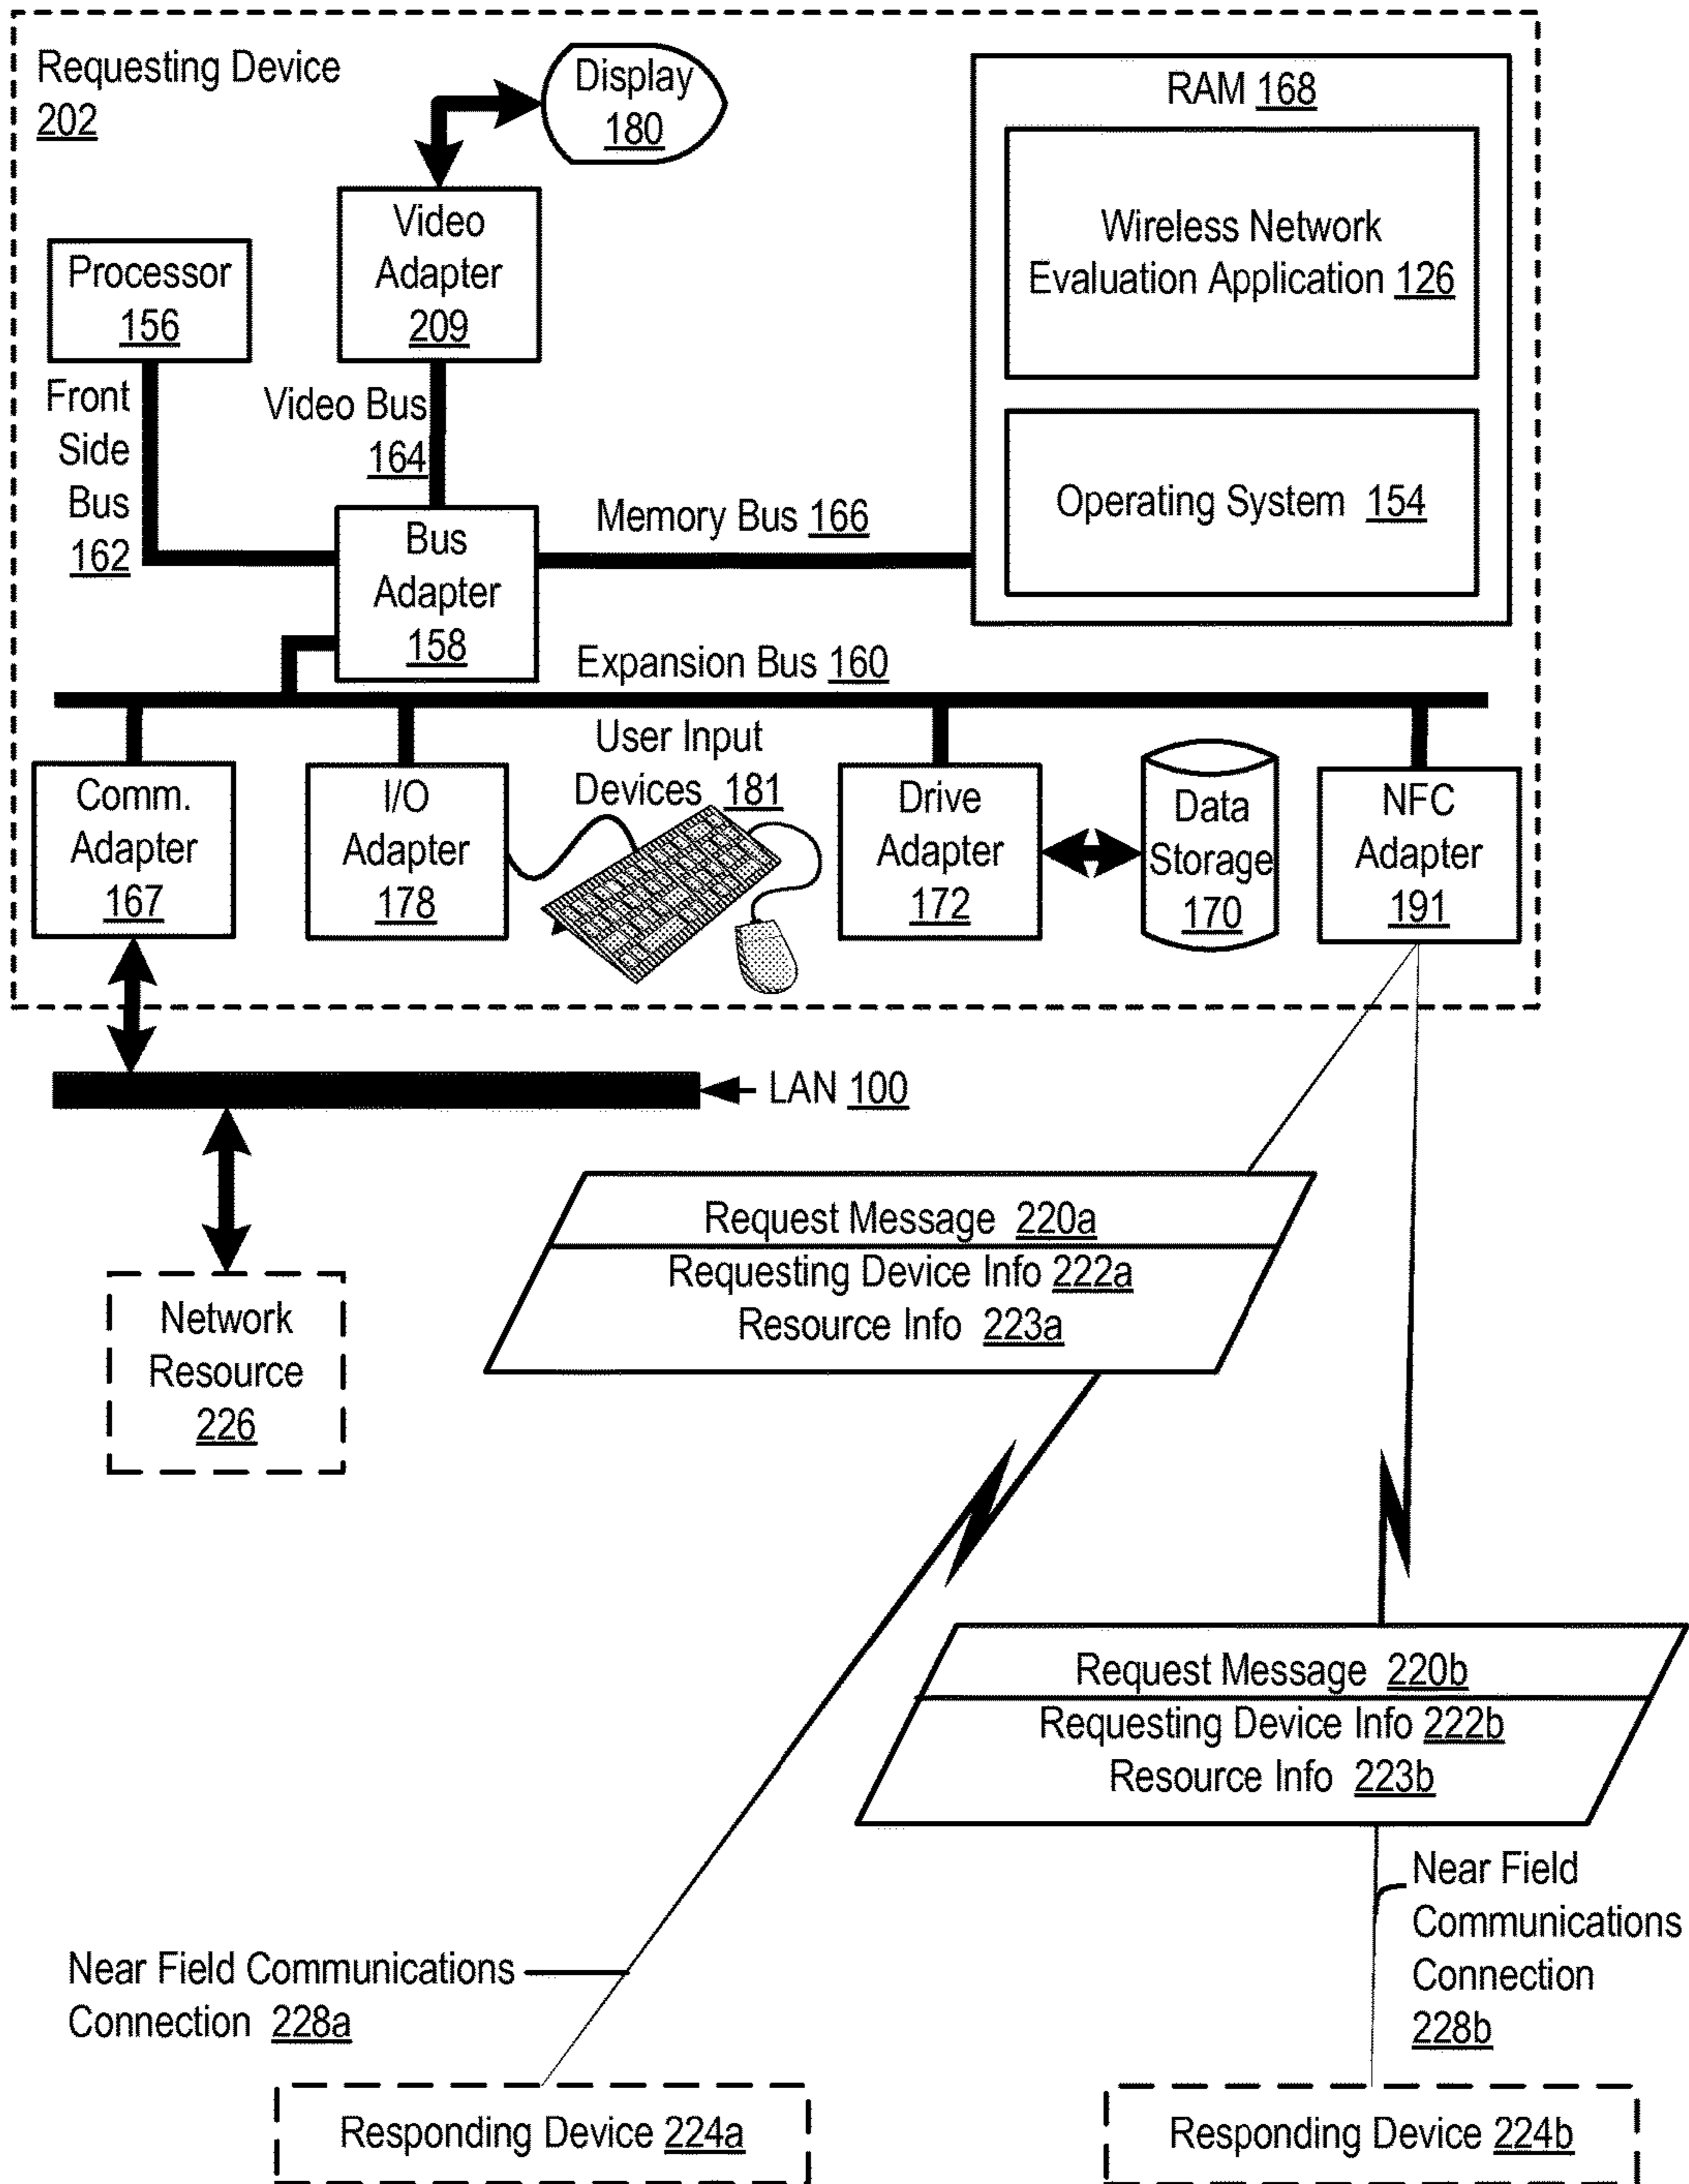 Requesting Device
202
Display
180
RAM 168
Wireless Network
Evaluation Application 126
Operating System 154
Video
Adapter
209
Processor
156
Front
Side
Bus
162
Video Bus
164
Bus
Adapter
158
Memory Bus 166
Expansion Bus 160
Comm.
Adapter
167
I/O
Adapter
178
User Input
Devices 181
Drive
Adapter
172
Data
Storage
170
NFC
Adapter
191
LAN 100
Network
Resource
226
Request Message 220a
Requesting Device Info 222a
Resource Info 223a
Request Message 220b
Requesting Device Info 222b
Resource Info 223b
Near Field Communications
Connection 228a
Near Field
Communications
Connection
228b
Responding Device 224a
Responding Device 224b